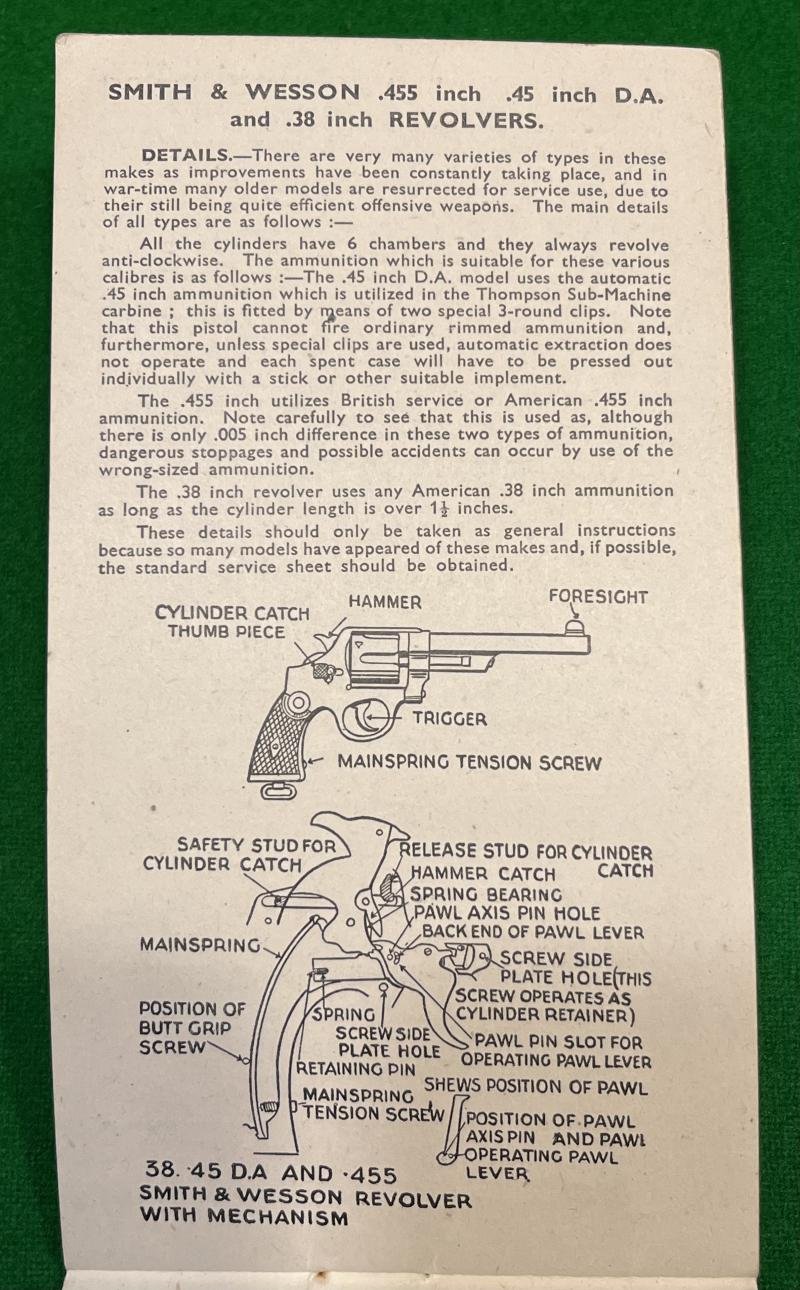 SMITH & WESSON .455 inch .45 inch D.A.
and .38 inch REVOLVERS.
DETAILS.—There are very many varieties of types in these
makes as improvements have been constantly taking place, and in
war-time many older models are resurrected for service use, due to
their still being quite efficient offensive weapons. The main details
of all types are as follows :—
All the cylinders have 6 chambers and they always revolve
anti-clockwise. The ammunition which is suitable for these various
calibres is as follows :—The .45 inch D.A. model uses the automatic
.45 inch ammunition which is utilized in the Thompson Sub-Machine
carbine ; this is fitted by means of two special 3-round clips. Note
that this pistol cannot fire ordinary rimmed ammunition and,
furthermore, unless special clips are used, automatic extraction does
not operate and each spent case will have to be pressed out
individually with a stick or other suitable implement.
The .455 inch utilizes British service or American .455 inch
ammunition. Note carefully to see that this is used as, although
there is only .005 inch difference in these two types of ammunition,
dangerous stoppages and possible accidents can occur by use of the
wrong-sized ammunition.
The .38 inch revolver uses any American .38 inch ammunition
as long as the cylinder length is over 1½ inches.
These details should only be taken as general instructions
because so many models have appeared of these makes and, if possible,
the standard service sheet should be obtained.
FORESIGHT
HAMMER
CYLINDER CATCH
THUMB PIECE
TRIGGER
MAINSPRING TENSION SCREW
SAFETY STUD FOR
CYLINDER CATCH
RELEASE STUD FOR CYLINDER
CATCH
HAMMER CATCH
SPRING BEARING
PAWL AXIS PIN HOLE
BACK END OF PAWL LEVER
MAINSPRING
SCREW SIDE
PLATE HOLE(THIS
SCREW OPERATES AS
CYLINDER RETAINER)
POSITION OF
BUTT GRIP
SCREW
SPRING
SCREW SIDE
PLATE HOLE
PAWL PIN SLOT FOR
OPERATING PAWL LEVER
RETAINING PIN
SHEWS POSITION OF PAWL
MAINSPRING
TENSION SCREW
POSITION OF PAWL
AXIS PIN AND PAWL
OPERATING PAWL
LEVER
38. .45 D.A AND .455
SMITH & WESSON REVOLVER
WITH MECHANISM